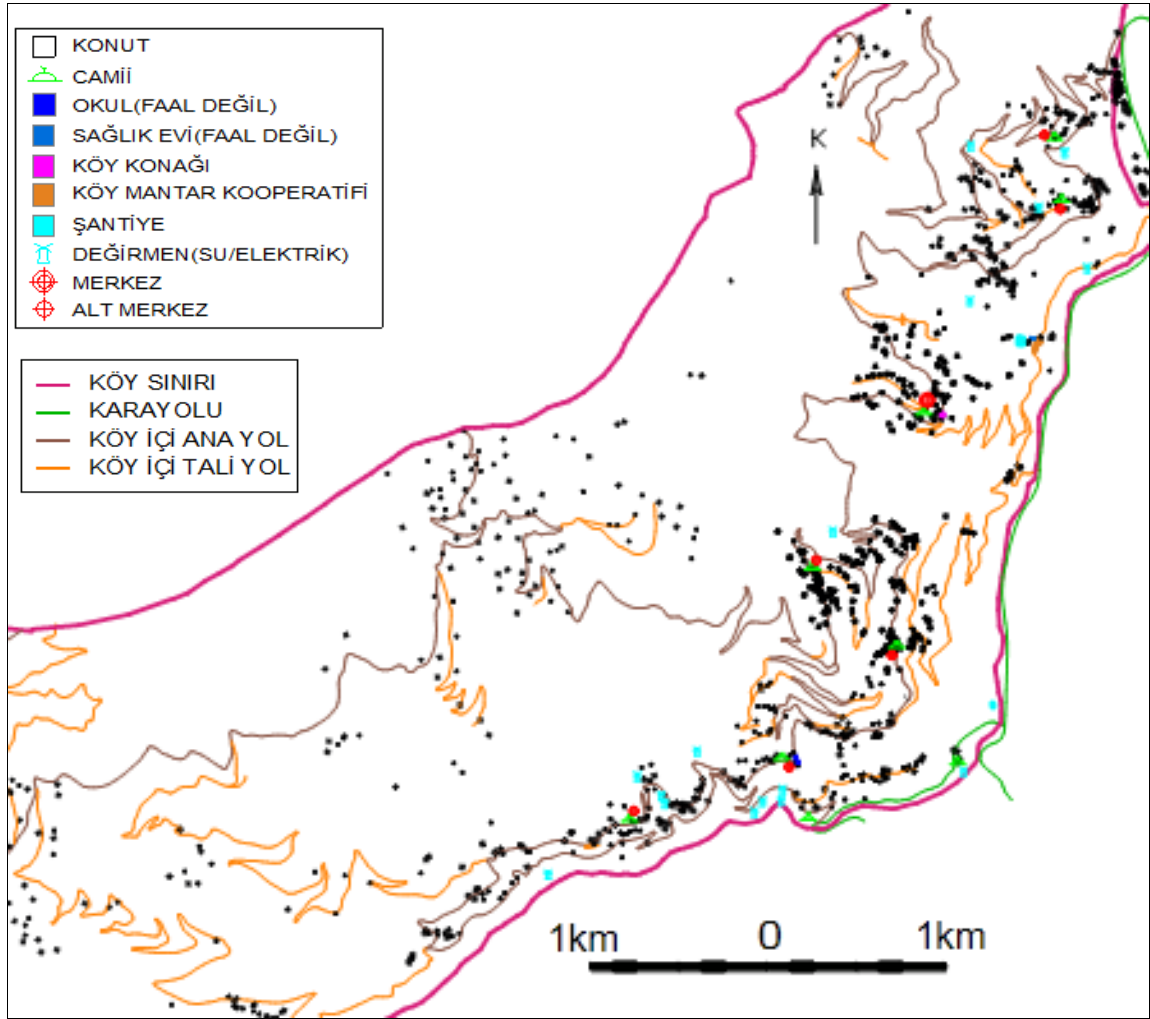 KONUT
CAMİİ
OKUL(FAAL DEĞİL)
SAĞLIK EVİ(FAAL DEĞİL)
KÖY KONAĞI
KÖY MANTAR KOOPERATİFİ
ŞANTİYE
DEĞİRMEN(SU/ELEKTRİK)
MERKEZ
ALT MERKEZ
KÖY SINIRI
KARAYOLU
KÖY İÇİ ANA YOL
KÖY İÇİ TALİ YOL
K
1km 0 1km